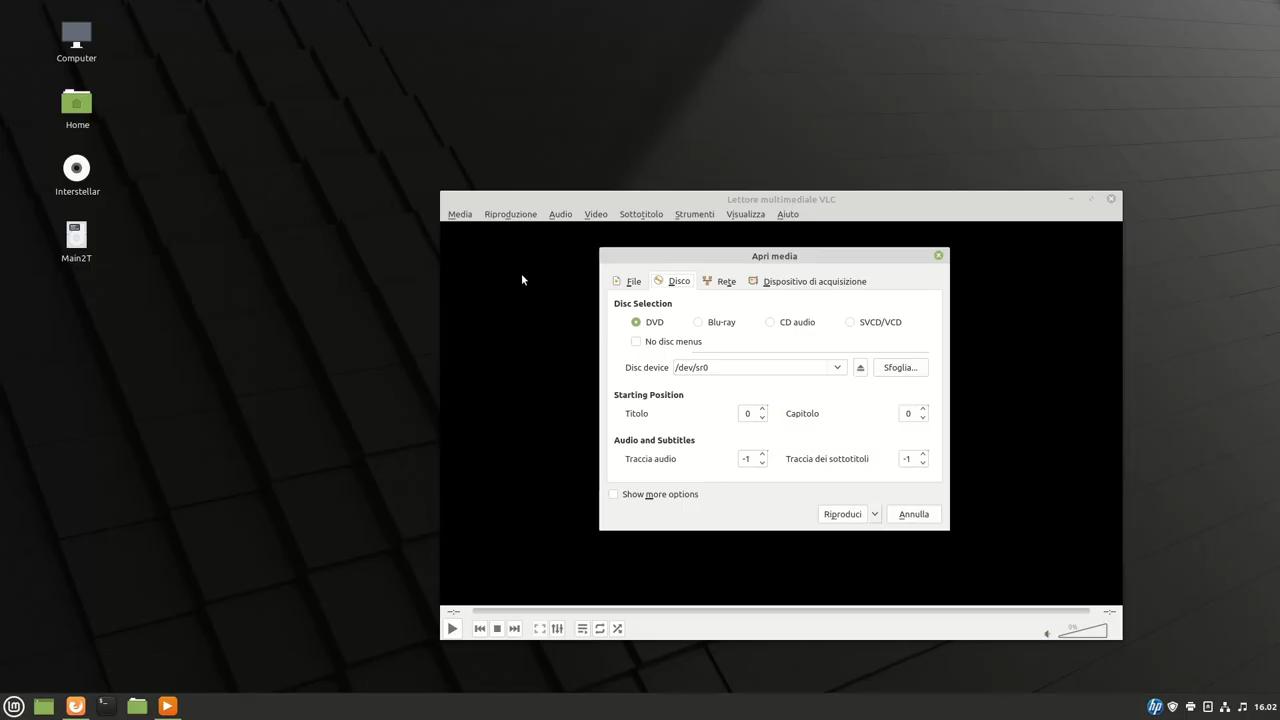 Computer
Home
Interstellar
Main2T
Lettore multimediale VLC
Media Riproduzione Audio Video Sottotitolo Strumenti Visualizza Aiuto
Apri media
File Disco Rete Dispositivo di acquisizione
Disc Selection
DVD Blu-ray CD audio SVCD/VCD
No disc menus
Disc device /dev/sr0 Sfoglia...
Starting Position
Titolo 0 Capitolo 0
Audio and Subtitles
Traccia audio -1 Traccia dei sottotitoli -1
Show more options
Riproduci Annulla
--:-- --:--
0%
hp 16.02